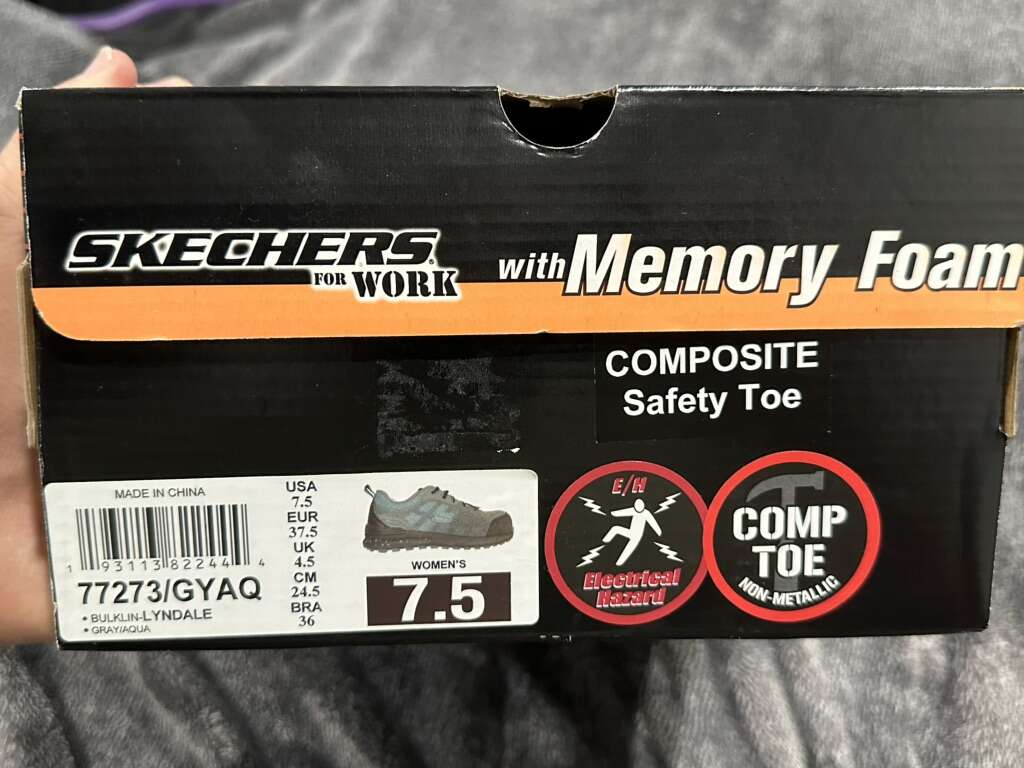 SKECHERS
FOR WORK
with Memory Foam
COMPOSITE
Safety Toe
MADE IN CHINA
1 93113 82244 4
77273/GYAQ
• BULKLIN-LYNDALE
• GRAY/AQUA
USA
7.5
EUR
37.5
UK
4.5
CM
24.5
BRA
36
WOMEN'S
7.5
E/H
Electrical
Hazard
COMP
TOE
NON-METALLIC